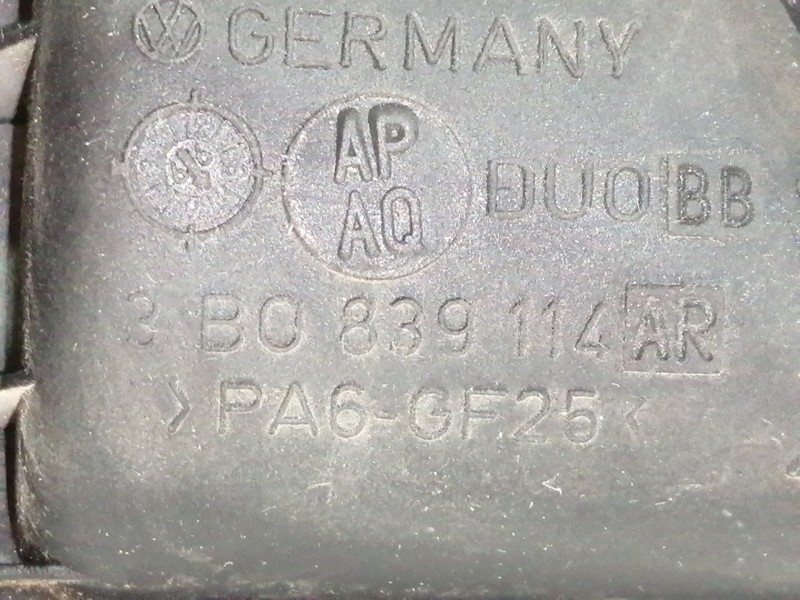 GERMANY
AP
AQ
DUO BB
3 B0 839 114 AR
>PA6-GF25<